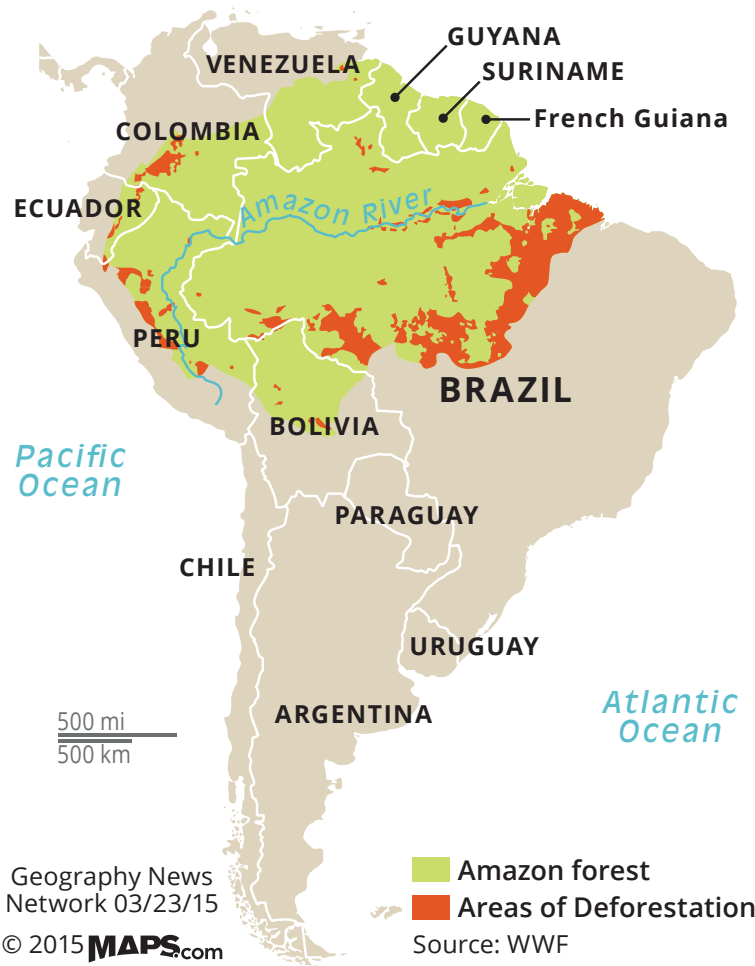 GUYANA
VENEZUELA
SURINAME
French Guiana
COLOMBIA
ECUADOR
Amazon River
PERU
BRAZIL
BOLIVIA
Pacific
Ocean
PARAGUAY
CHILE
URUGUAY
ARGENTINA
Atlantic
Ocean
500 mi
500 km
Geography News
Network 03/23/15
© 2015 MAPS.com
Amazon forest
Areas of Deforestation
Source: WWF